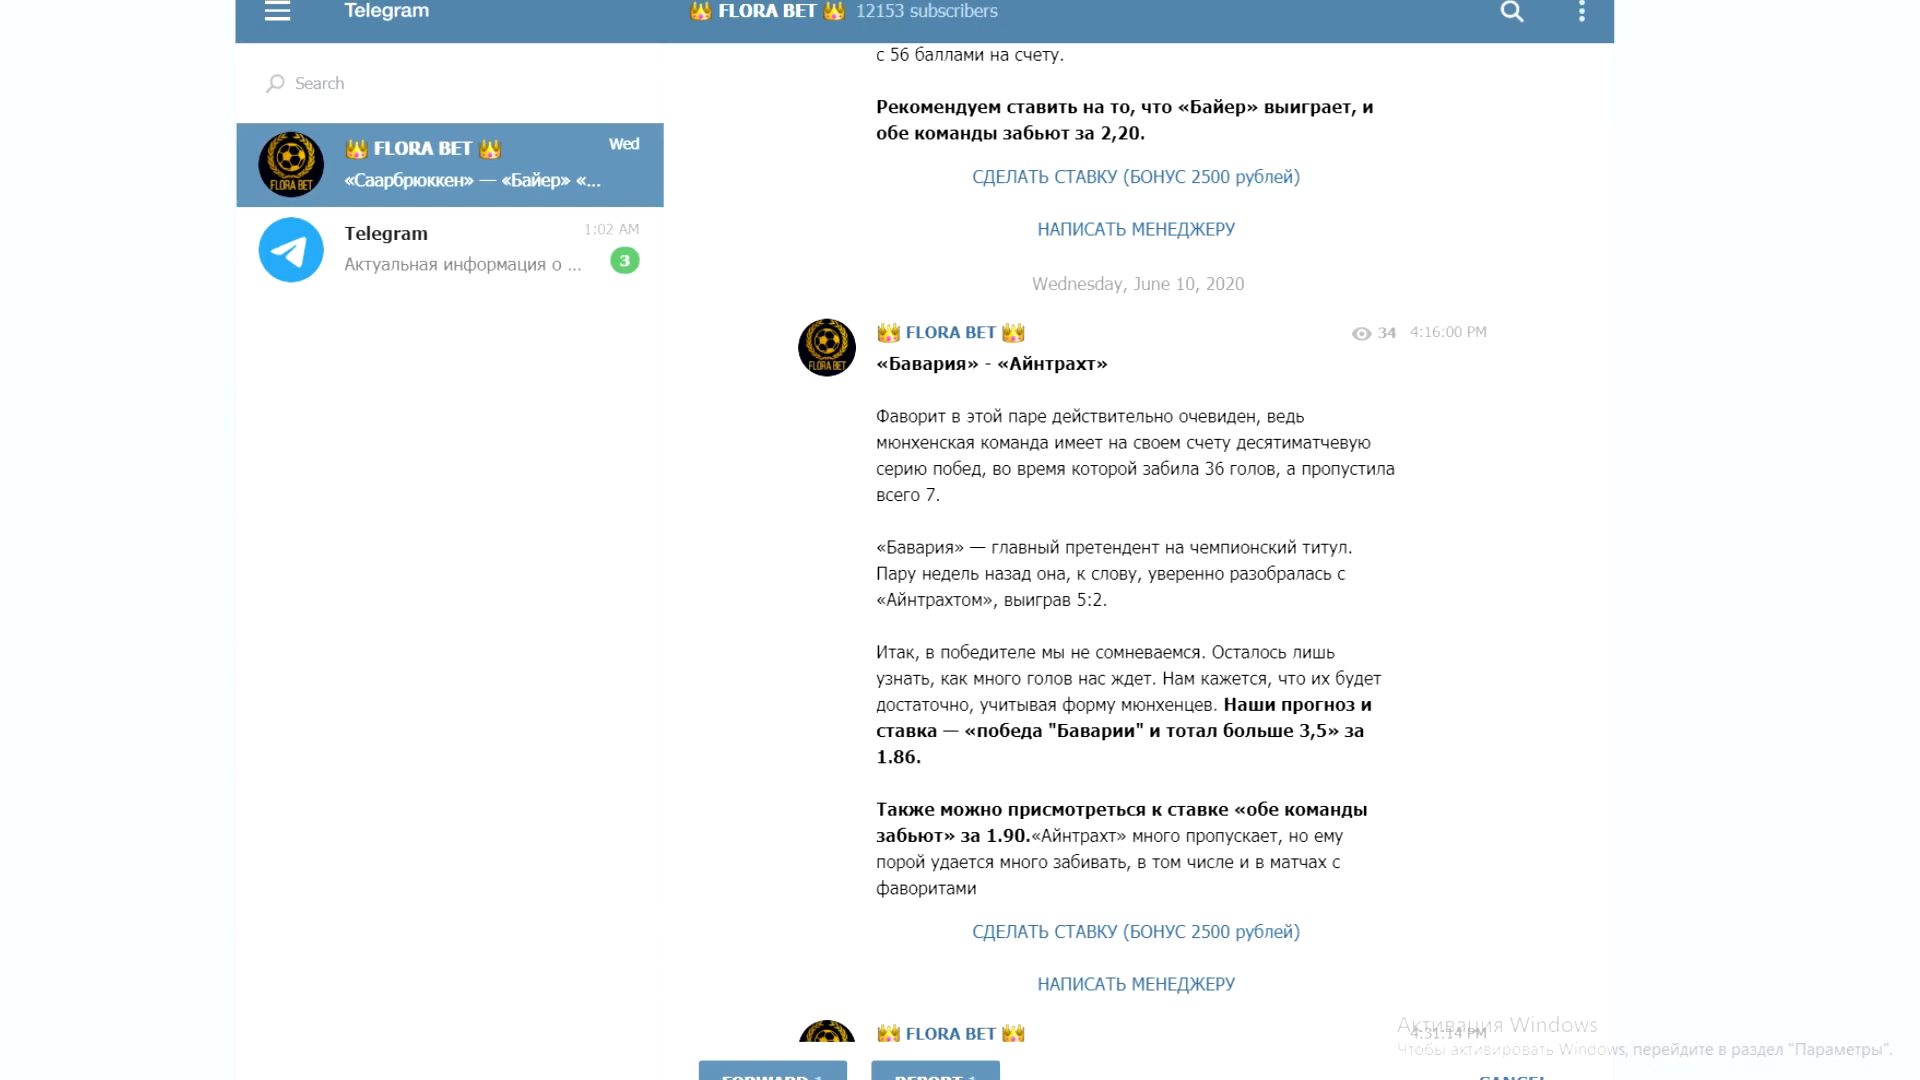 Telegram
👑 FLORA BET 👑 12153 subscribers
Search
👑 FLORA BET 👑 Wed
«Саарбрюккен» — «Байер» «...
Telegram 1:02 AM
Актуальная информация о ... 3
с 56 баллами на счету.
Рекомендуем ставить на то, что «Байер» выиграет, и
обе команды забьют за 2,20.
СДЕЛАТЬ СТАВКУ (БОНУС 2500 рублей)
НАПИСАТЬ МЕНЕДЖЕРУ
Wednesday, June 10, 2020
👑 FLORA BET 👑 34 4:16:00 PM
«Бавария» - «Айнтрахт»
Фаворит в этой паре действительно очевиден, ведь
мюнхенская команда имеет на своем счету десятиматчевую
серию побед, во время которой забила 36 голов, а пропустила
всего 7.
«Бавария» — главный претендент на чемпионский титул.
Пару недель назад она, к слову, уверенно разобралась с
«Айнтрахтом», выиграв 5:2.
Итак, в победителе мы не сомневаемся. Осталось лишь
узнать, как много голов нас ждет. Нам кажется, что их будет
достаточно, учитывая форму мюнхенцев. Наши прогноз и
ставка — «победа "Баварии" и тотал больше 3,5» за
1.86.
Также можно присмотреться к ставке «обе команды
забьют» за 1.90.«Айнтрахт» много пропускает, но ему
порой удается много забивать, в том числе и в матчах с
фаворитами
СДЕЛАТЬ СТАВКУ (БОНУС 2500 рублей)
НАПИСАТЬ МЕНЕДЖЕРУ
👑 FLORA BET 👑 4:31:14 PM
Активация Windows
Чтобы активировать Windows, перейдите в раздел "Параметры".
FORWARD 1 REPORT 1 CANCEL